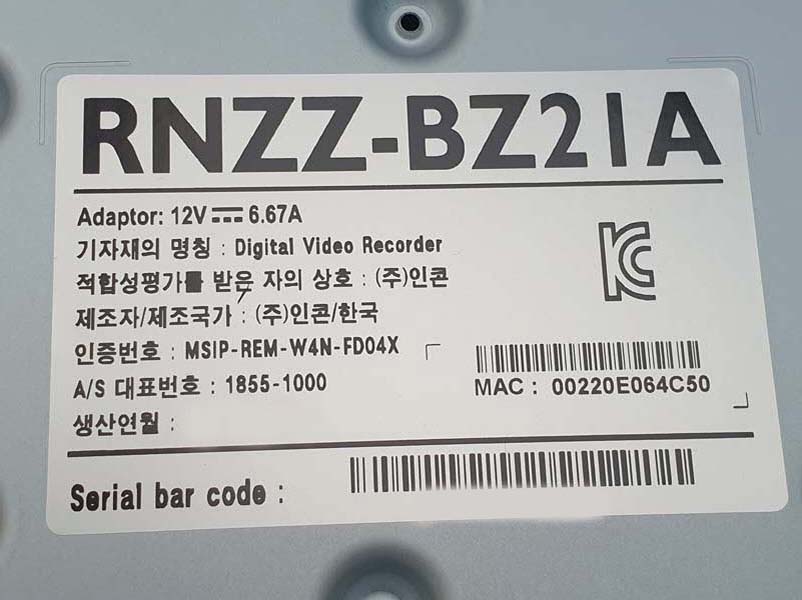 RNZZ-BZ21A
Adaptor: 12V⎓6.67A
기자재의 명칭 : Digital Video Recorder
적합성평가를 받은 자의 상호 : (주)인콘
제조자/제조국가 : (주)인콘/한국
인증번호 : MSIP-REM-W4N-FD04X
A/S 대표번호 : 1855-1000
생산연월 :
KC
MAC : 00220E064C50
Serial bar code :